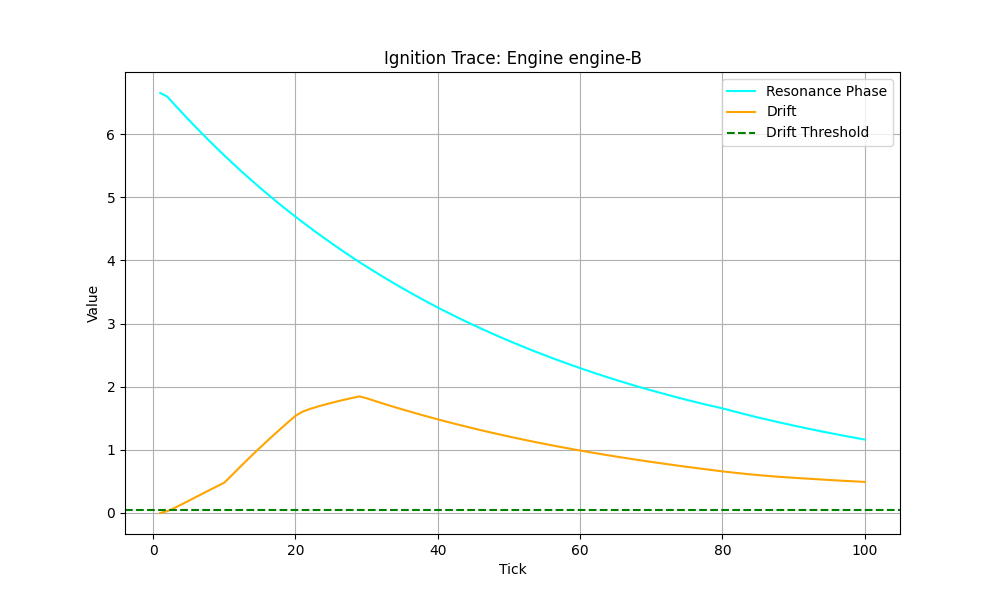 Ignition Trace: Engine engine-B
Resonance Phase
Drift
Drift Threshold
Value
6
5
4
3
2
1
0
0 20 40 60 80 100
Tick